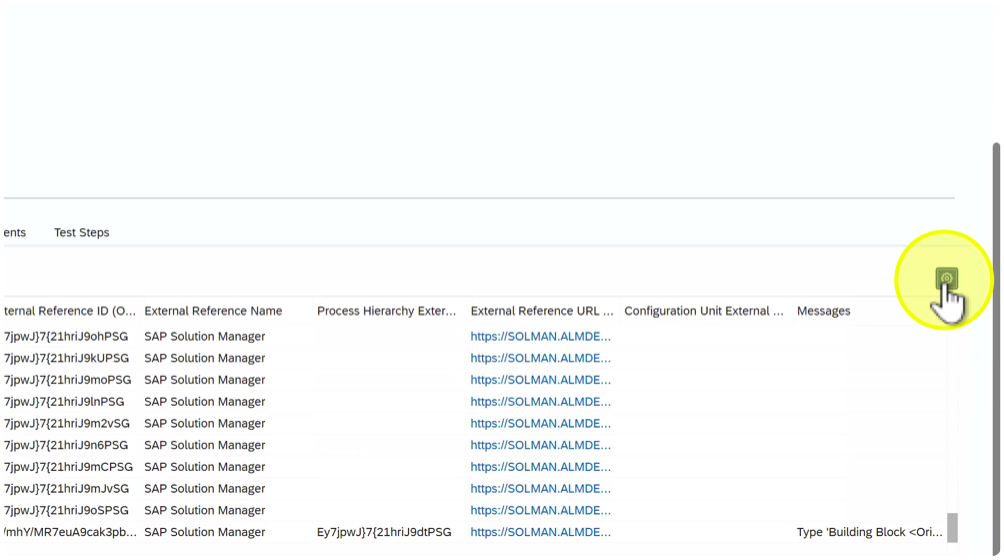 ents Test Steps
ternal Reference ID (O... External Reference Name Process Hierarchy Exter... External Reference URL ... Configuration Unit External ... Messages
7jpwJ}7{21hriJ9ohPSG SAP Solution Manager https://SOLMAN.ALMDE...
7jpwJ}7{21hriJ9kUPSG SAP Solution Manager https://SOLMAN.ALMDE...
7jpwJ}7{21hriJ9moPSG SAP Solution Manager https://SOLMAN.ALMDE...
7jpwJ}7{21hriJ9lnPSG SAP Solution Manager https://SOLMAN.ALMDE...
7jpwJ}7{21hriJ9m2vSG SAP Solution Manager https://SOLMAN.ALMDE...
7jpwJ}7{21hriJ9n6PSG SAP Solution Manager https://SOLMAN.ALMDE...
7jpwJ}7{21hriJ9mCPSG SAP Solution Manager https://SOLMAN.ALMDE...
7jpwJ}7{21hriJ9mJvSG SAP Solution Manager https://SOLMAN.ALMDE...
7jpwJ}7{21hriJ9oSPSG SAP Solution Manager https://SOLMAN.ALMDE...
/mhY/MR7euA9cak3pb... SAP Solution Manager Ey7jpwJ}7{21hriJ9dtPSG https://SOLMAN.ALMDE... Type 'Building Block <Ori...